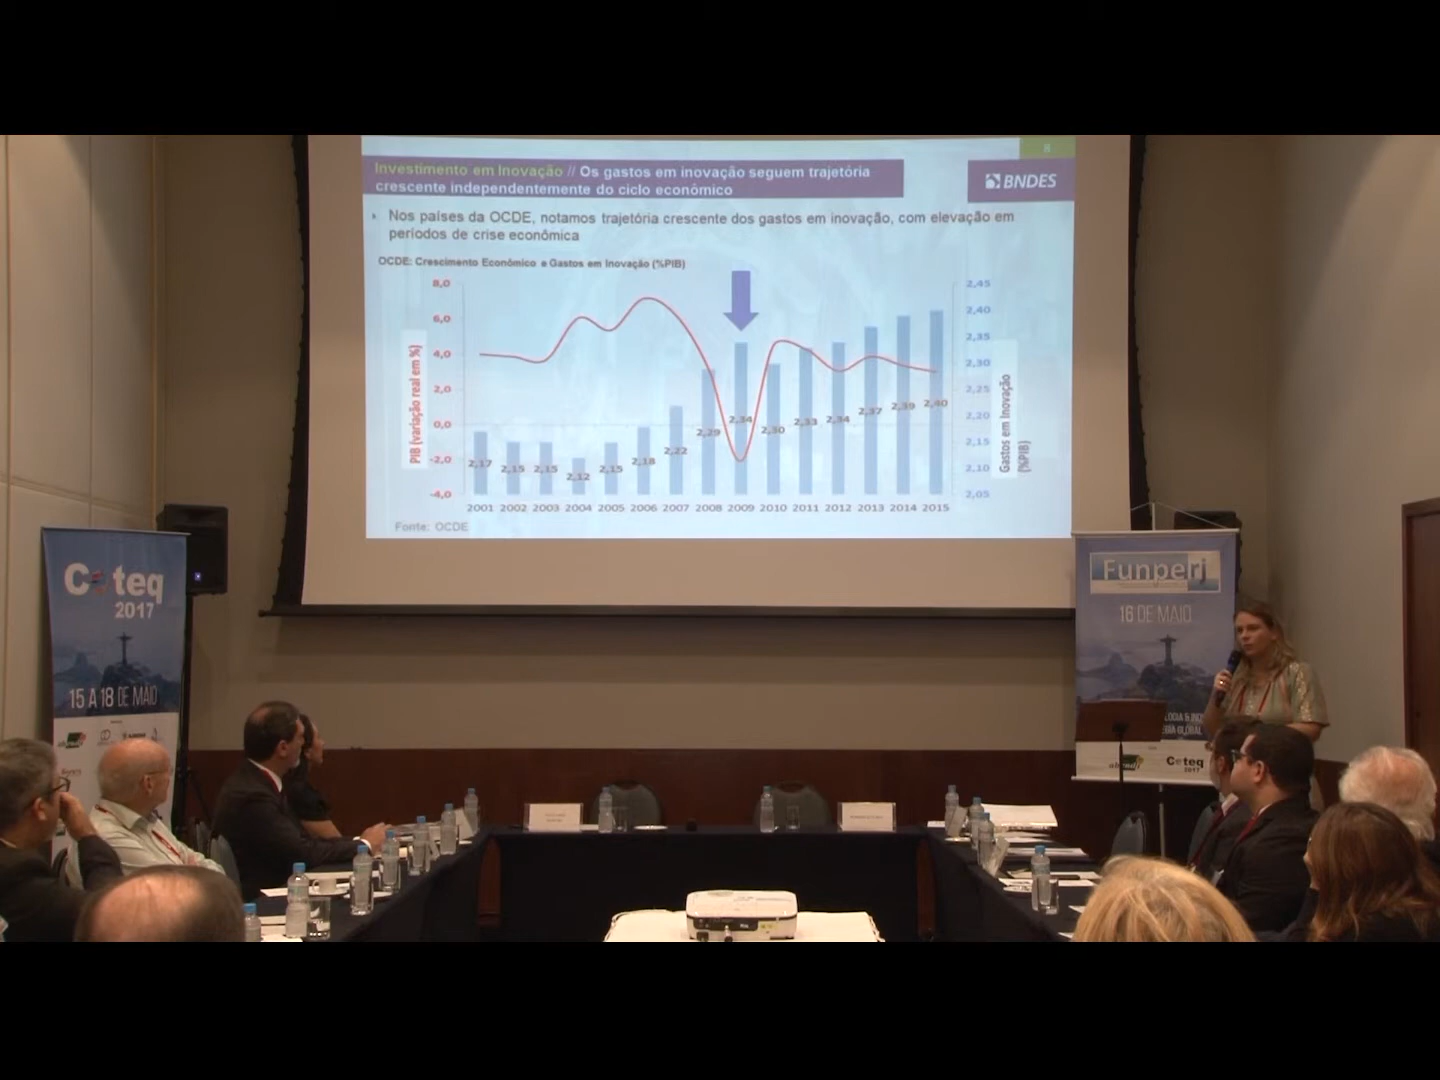 8
Investimento em Inovação // Os gastos em inovação seguem trajetória
crescente independentemente do ciclo econômico
BNDES
Nos países da OCDE, notamos trajetória crescente dos gastos em inovação, com elevação em
períodos de crise econômica
OCDE: Crescimento Econômico e Gastos em Inovação (%PIB)
8,0
6,0
4,0
2,0
0,0
-2,0
-4,0
PIB (variação real em %)
2,17 2,15 2,15 2,12 2,15 2,18 2,22 2,29 2,34 2,30 2,33 2,34 2,37 2,39 2,40
2001 2002 2003 2004 2005 2006 2007 2008 2009 2010 2011 2012 2013 2014 2015
2,45
2,40
2,35
2,30
2,25
2,20
2,15
2,10
2,05
Gastos em Inovação
(%PIB)
Fonte: OCDE
Coteq
2017
15 A 18 DE MAIO
Funperj
16 DE MAIO
Coteq
2017